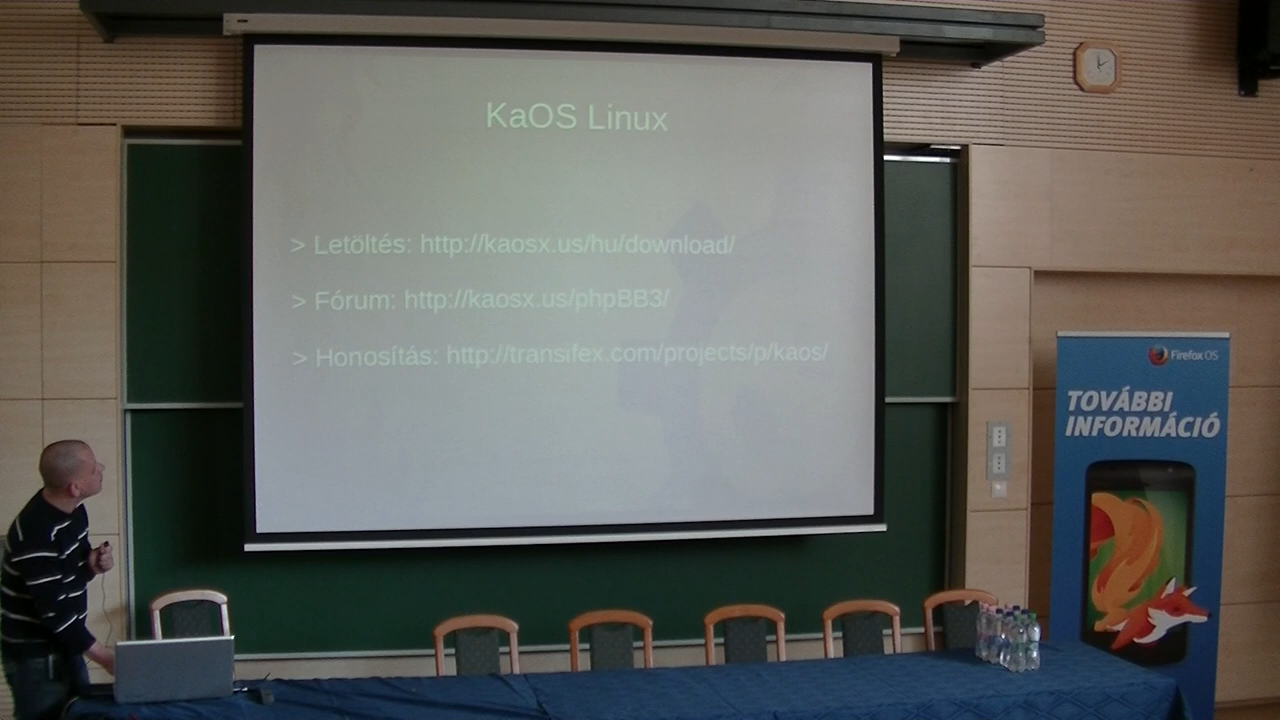 KaOS Linux
> Letöltés: http://kaosx.us/hu/download/
> Fórum: http://kaosx.us/phpBB3/
> Honosítás: http://transifex.com/projects/p/kaos/
Firefox OS
TOVÁBBI
INFORMÁCIÓ